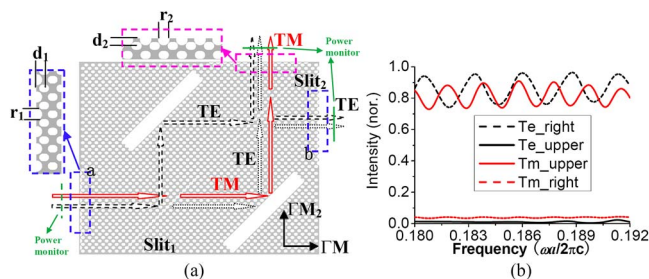 r₂
d₂
TM
Power
monitor
d₁
Slit₂
r₁
TE
TE
a
b
TE
TM
Power
monitor
Slit₁
ΓM₂
ΓM
(a)
(b)
Intensity (nor.)
1.0
0.8
0.6
0.4
0.2
0.0
Te_right
Te_upper
Tm_upper
Tm_right
0.180 0.183 0.186 0.189 0.192
Frequency (ωa/2πc)
(b)